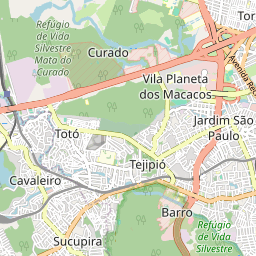 Tor
Refúgio
de Vida
Silvestre
Mata do
Curado
Curado
Avenida Rec
Vila Planeta
dos Macacos
Jardim São
Paulo
Totó
Tejipió
Cavaleiro
Barro
Refúgio
de Vida
Silvestre
Sucupira